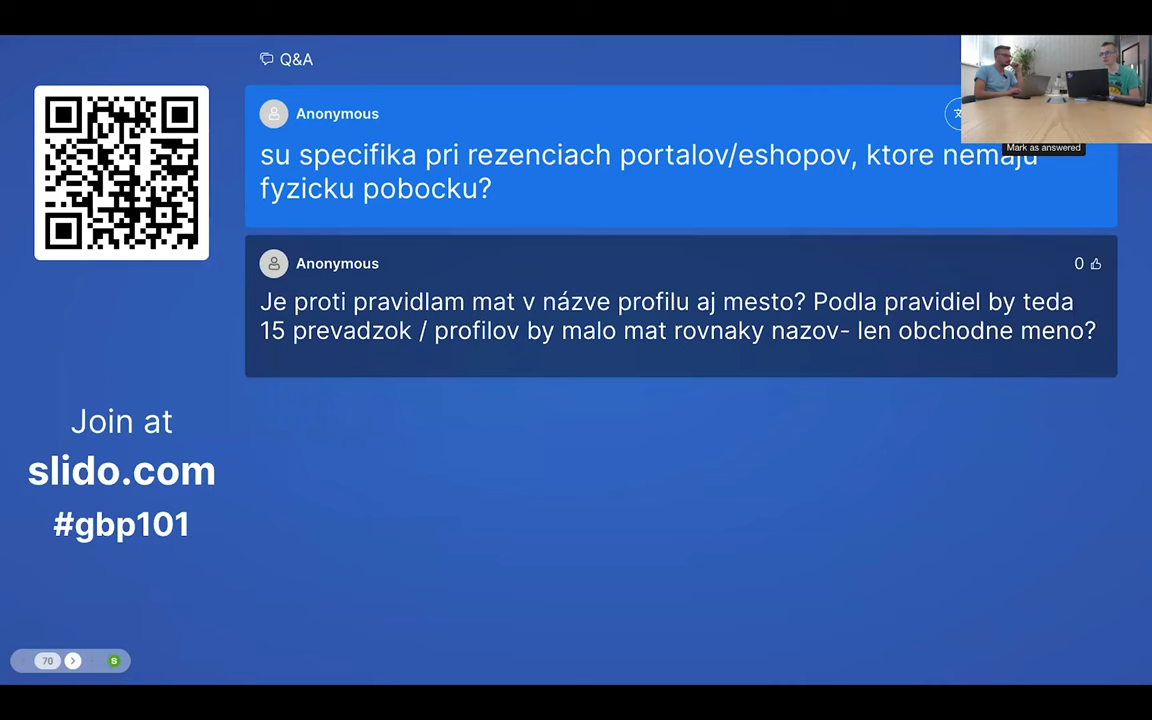 Q&A
Anonymous
Mark as answered
su specifika pri rezenciach portalov/eshopov, ktore nemaju
fyzicku pobocku?
Anonymous
0
Je proti pravidlam mat v názve profilu aj mesto? Podla pravidiel by teda
15 prevadzok / profilov by malo mat rovnaky nazov- len obchodne meno?
Join at
slido.com
#gbp101
70
S